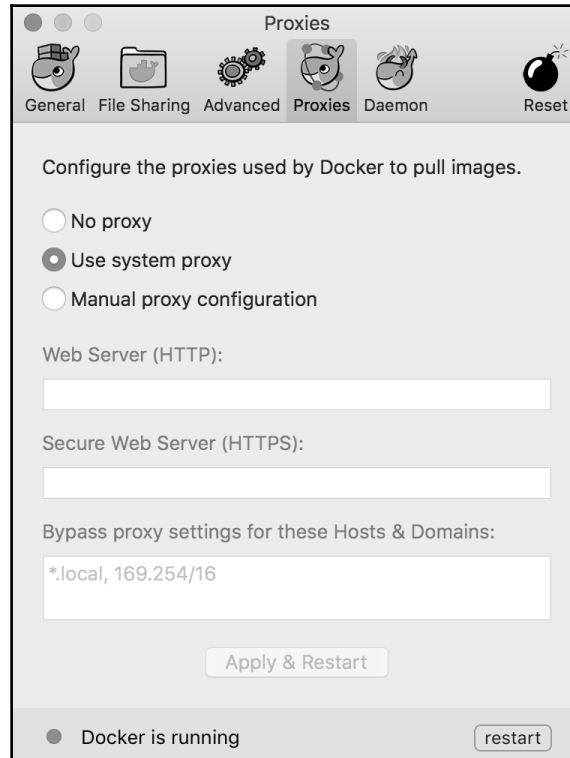 Proxies
General File Sharing Advanced Proxies Daemon Reset
Configure the proxies used by Docker to pull images.
No proxy
Use system proxy
Manual proxy configuration
Web Server (HTTP):
Secure Web Server (HTTPS):
Bypass proxy settings for these Hosts & Domains:
*.local, 169.254/16
Apply & Restart
Docker is running restart